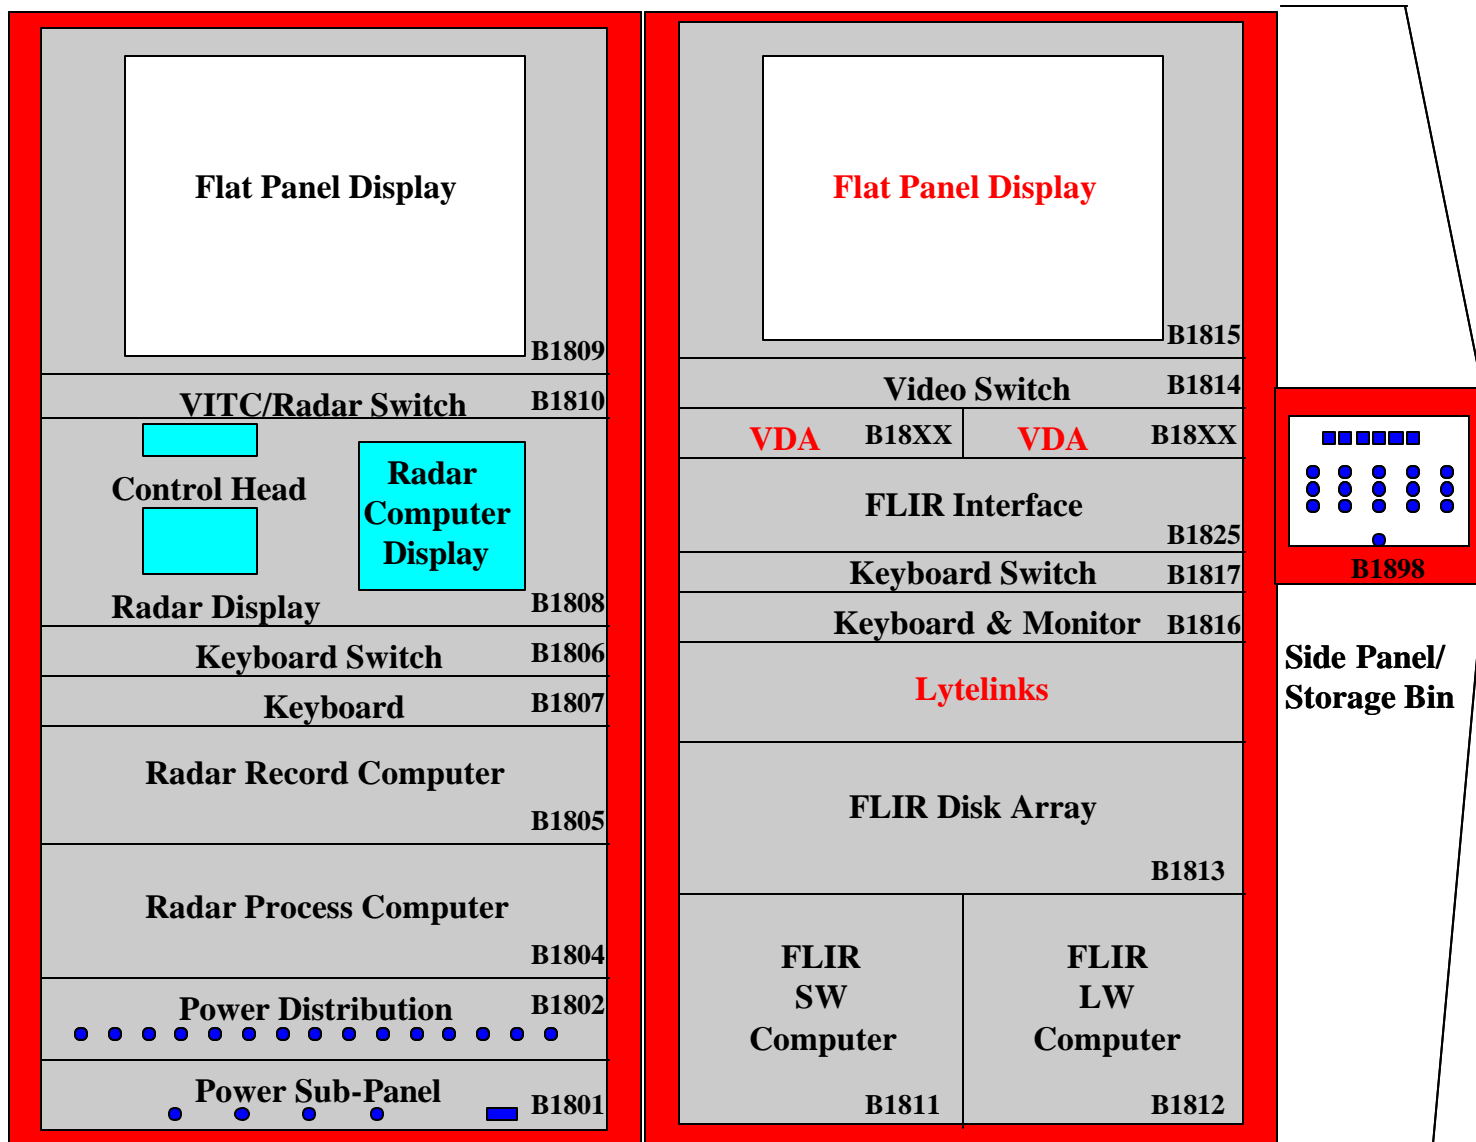 Flat Panel Display
B1809
VITC/Radar Switch
B1810
Control Head
Radar
Computer
Display
Radar Display
B1808
Keyboard Switch
B1806
Keyboard
B1807
Radar Record Computer
B1805
Radar Process Computer
B1804
Power Distribution
B1802
Power Sub-Panel
B1801
Flat Panel Display
B1815
Video Switch
B1814
VDA
B18XX
VDA
B18XX
FLIR Interface
B1825
Keyboard Switch
B1817
Keyboard & Monitor
B1816
Lytelinks
FLIR Disk Array
B1813
FLIR
SW
Computer
B1811
FLIR
LW
Computer
B1812
B1898
Side Panel/
Storage Bin